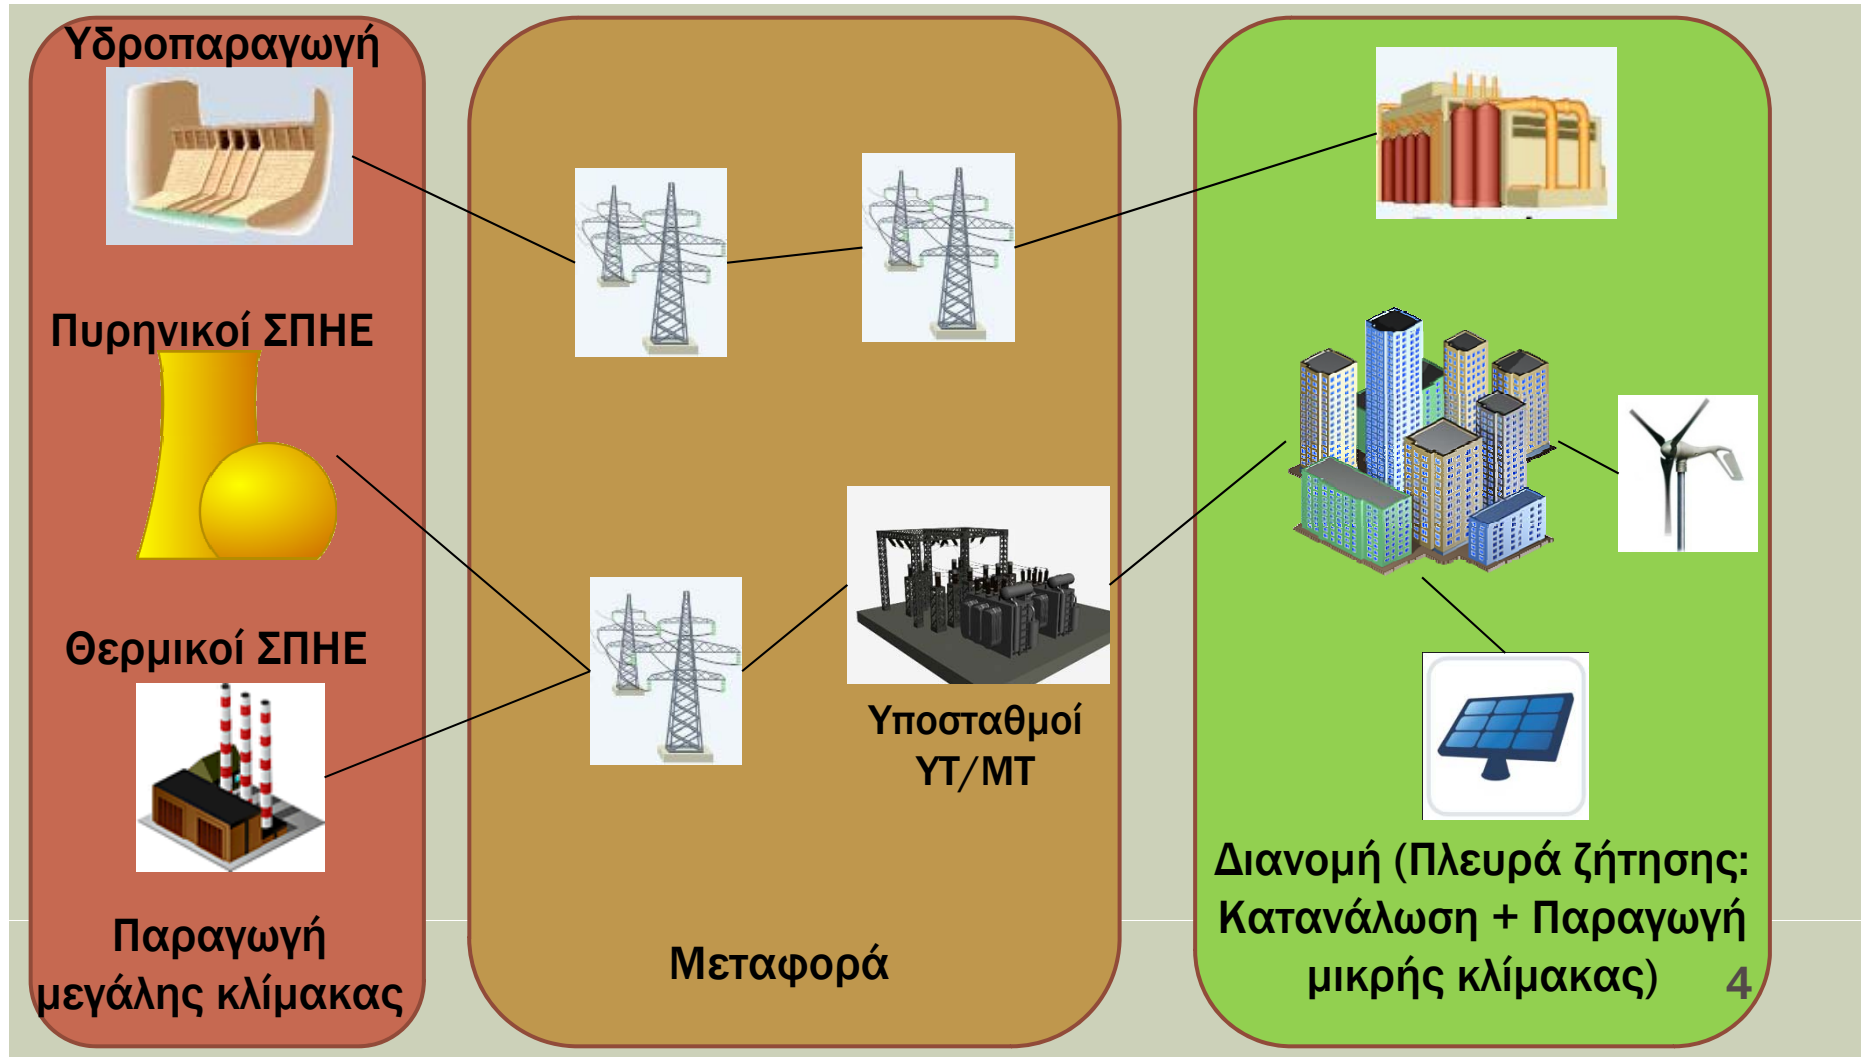 Υδροπαραγωγή
Πυρηνικοί ΣΠΗΕ
Θερμικοί ΣΠΗΕ
Παραγωγή
μεγάλης κλίμακας
Υποσταθμοί
ΥΤ/ΜΤ
Μεταφορά
Διανομή (Πλευρά ζήτησης:
Κατανάλωση + Παραγωγή
μικρής κλίμακας)
4